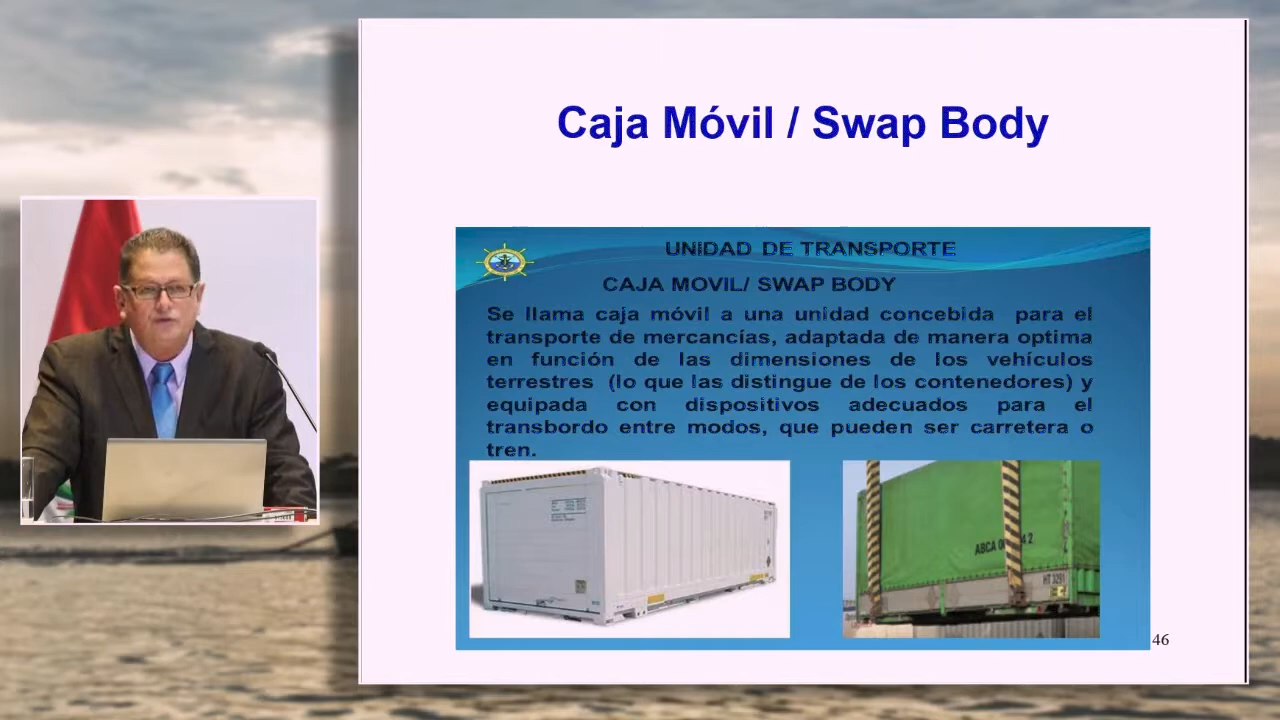 Caja Móvil / Swap Body
UNIDAD DE TRANSPORTE
CAJA MOVIL/ SWAP BODY
Se llama caja móvil a una unidad concebida para el
transporte de mercancías, adaptada de manera optima
en función de las dimensiones de los vehículos
terrestres (lo que las distingue de los contenedores) y
equipada con dispositivos adecuados para el
transbordo entre modos, que pueden ser carretera o
tren.
ABCA
HT 3291
46